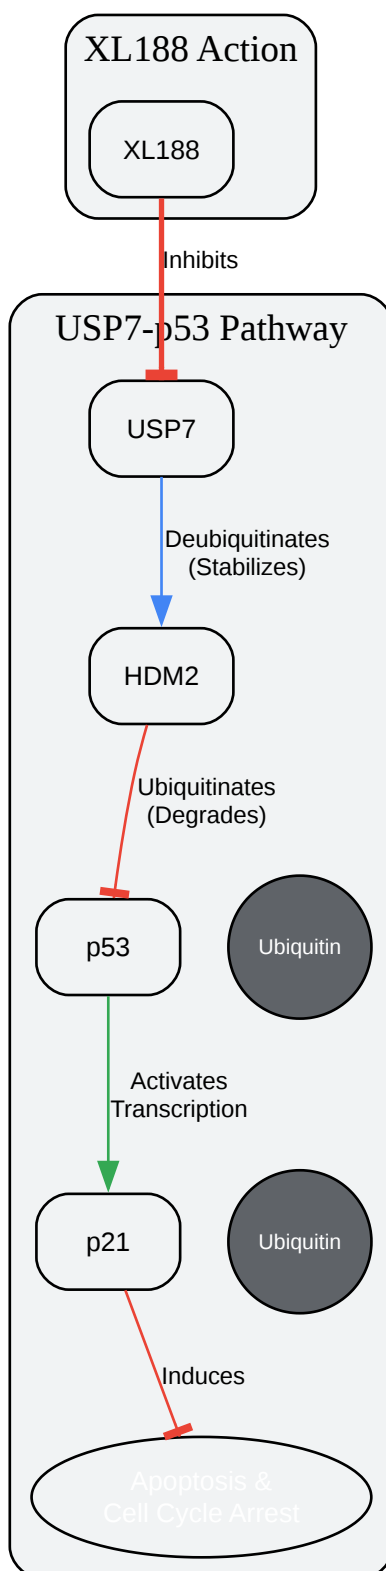 XL188 Action
XL188
Inhibits
USP7-p53 Pathway
USP7
Deubiquitinates
(Stabilizes)
HDM2
Ubiquitinates
(Degrades)
p53
Ubiquitin
Activates
Transcription
p21
Ubiquitin
Induces
Apoptosis &
Cell Cycle Arrest